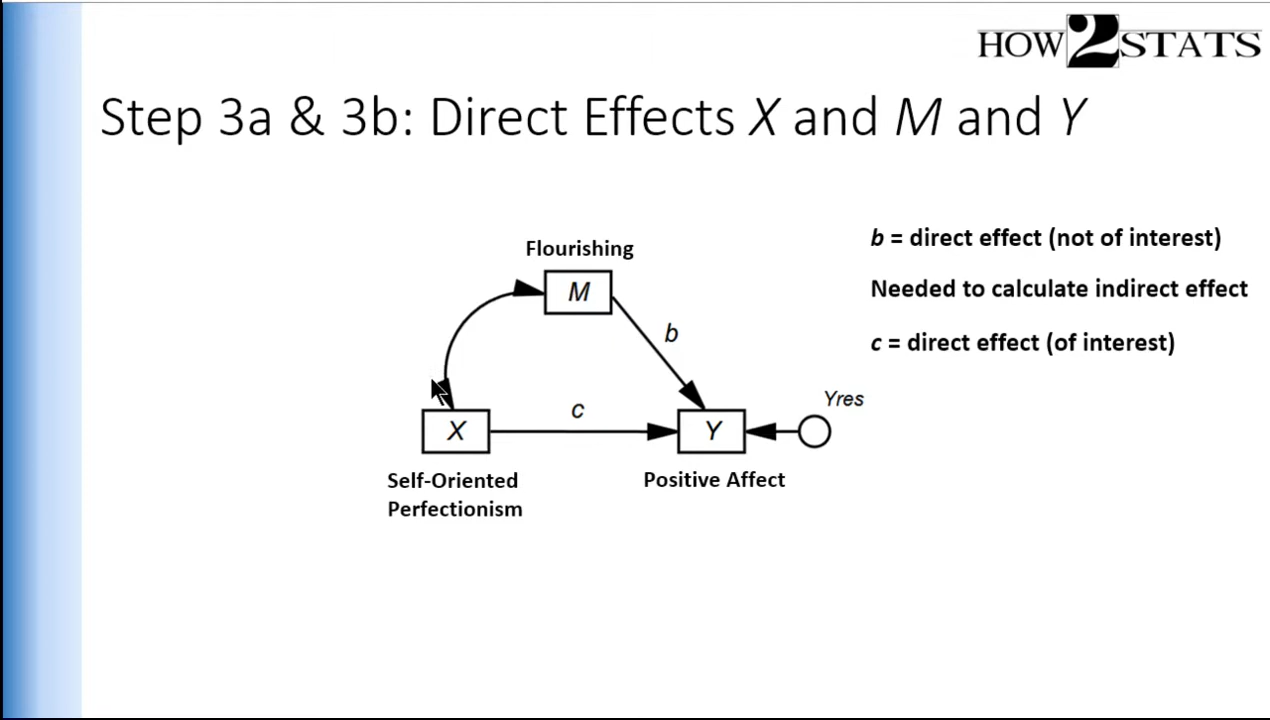 HOW2STATS
Step 3a & 3b: Direct Effects X and M and Y
b = direct effect (not of interest)
Needed to calculate indirect effect
c = direct effect (of interest)
Flourishing
M
b
c
Yres
X
Y
Self-Oriented
Perfectionism
Positive Affect